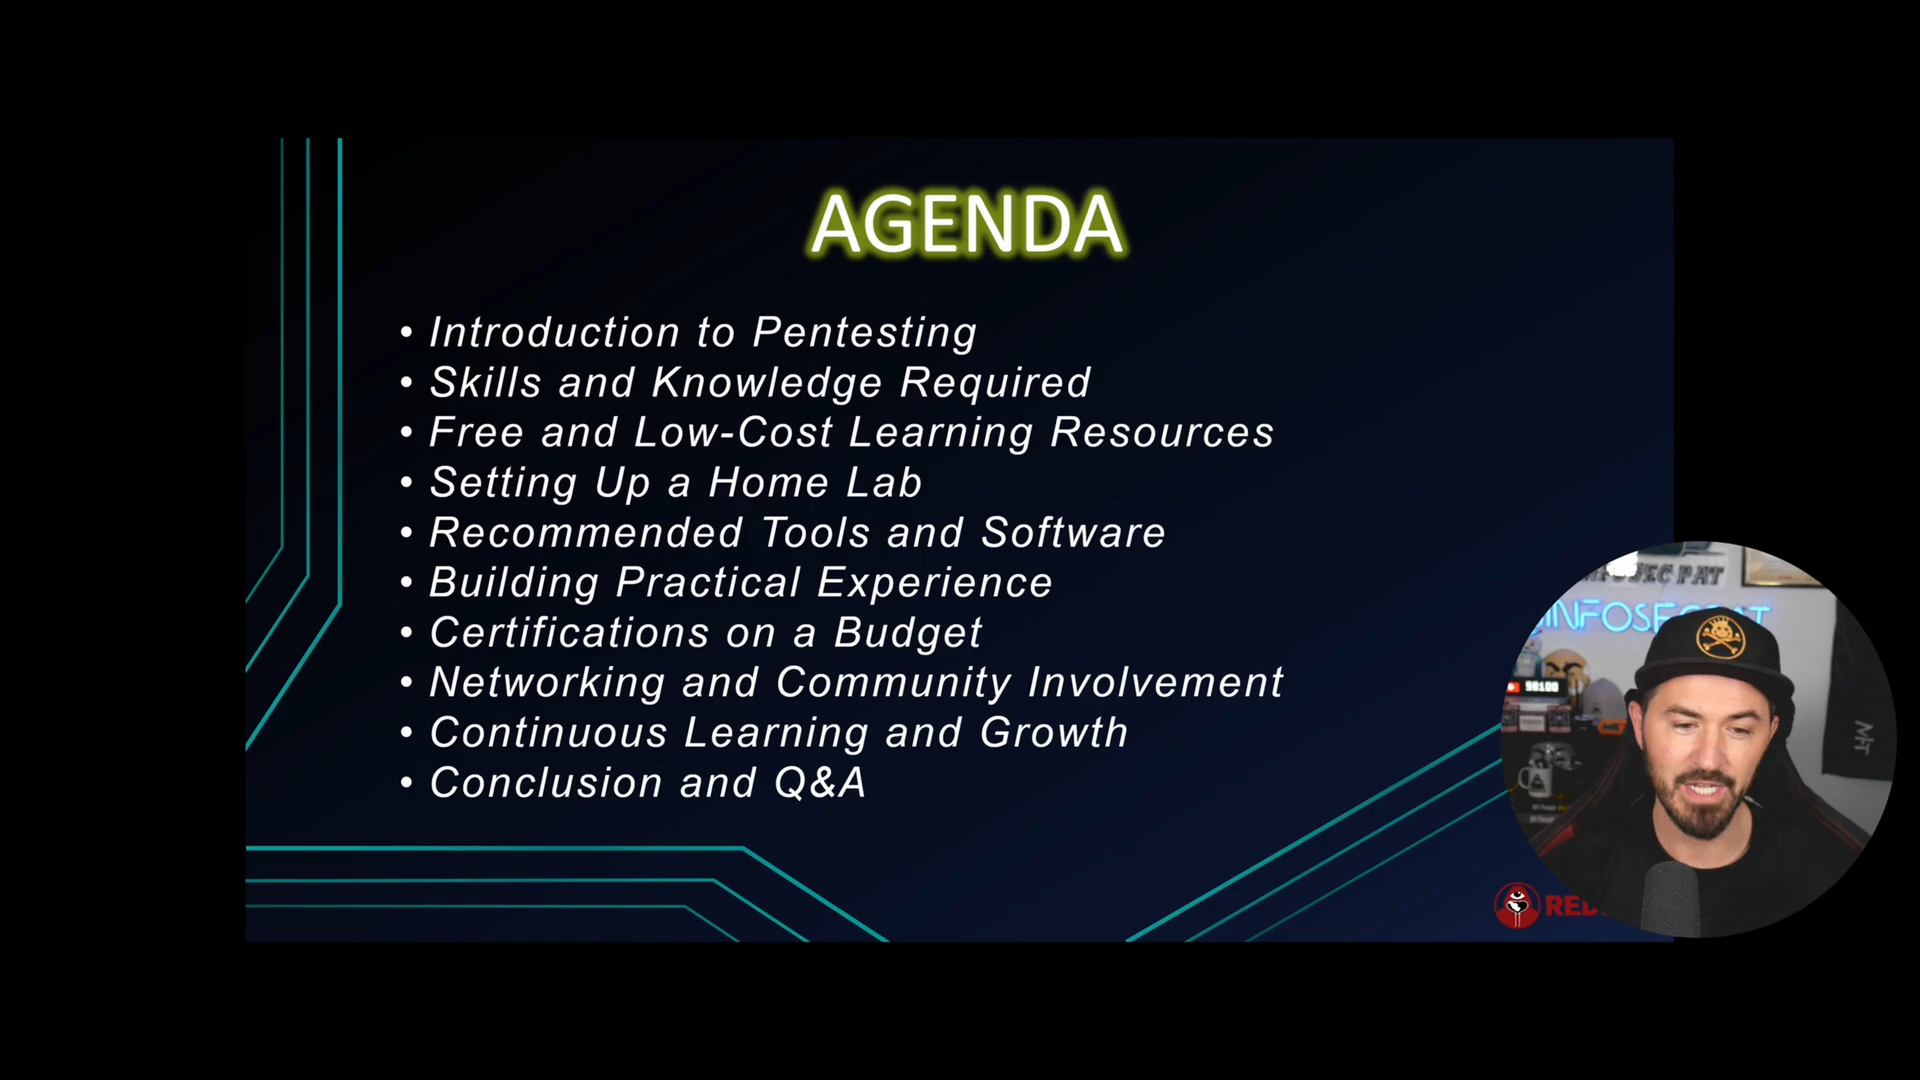 AGENDA
• Introduction to Pentesting
• Skills and Knowledge Required
• Free and Low-Cost Learning Resources
• Setting Up a Home Lab
• Recommended Tools and Software
• Building Practical Experience
• Certifications on a Budget
• Networking and Community Involvement
• Continuous Learning and Growth
• Conclusion and Q&A
PAT
98100